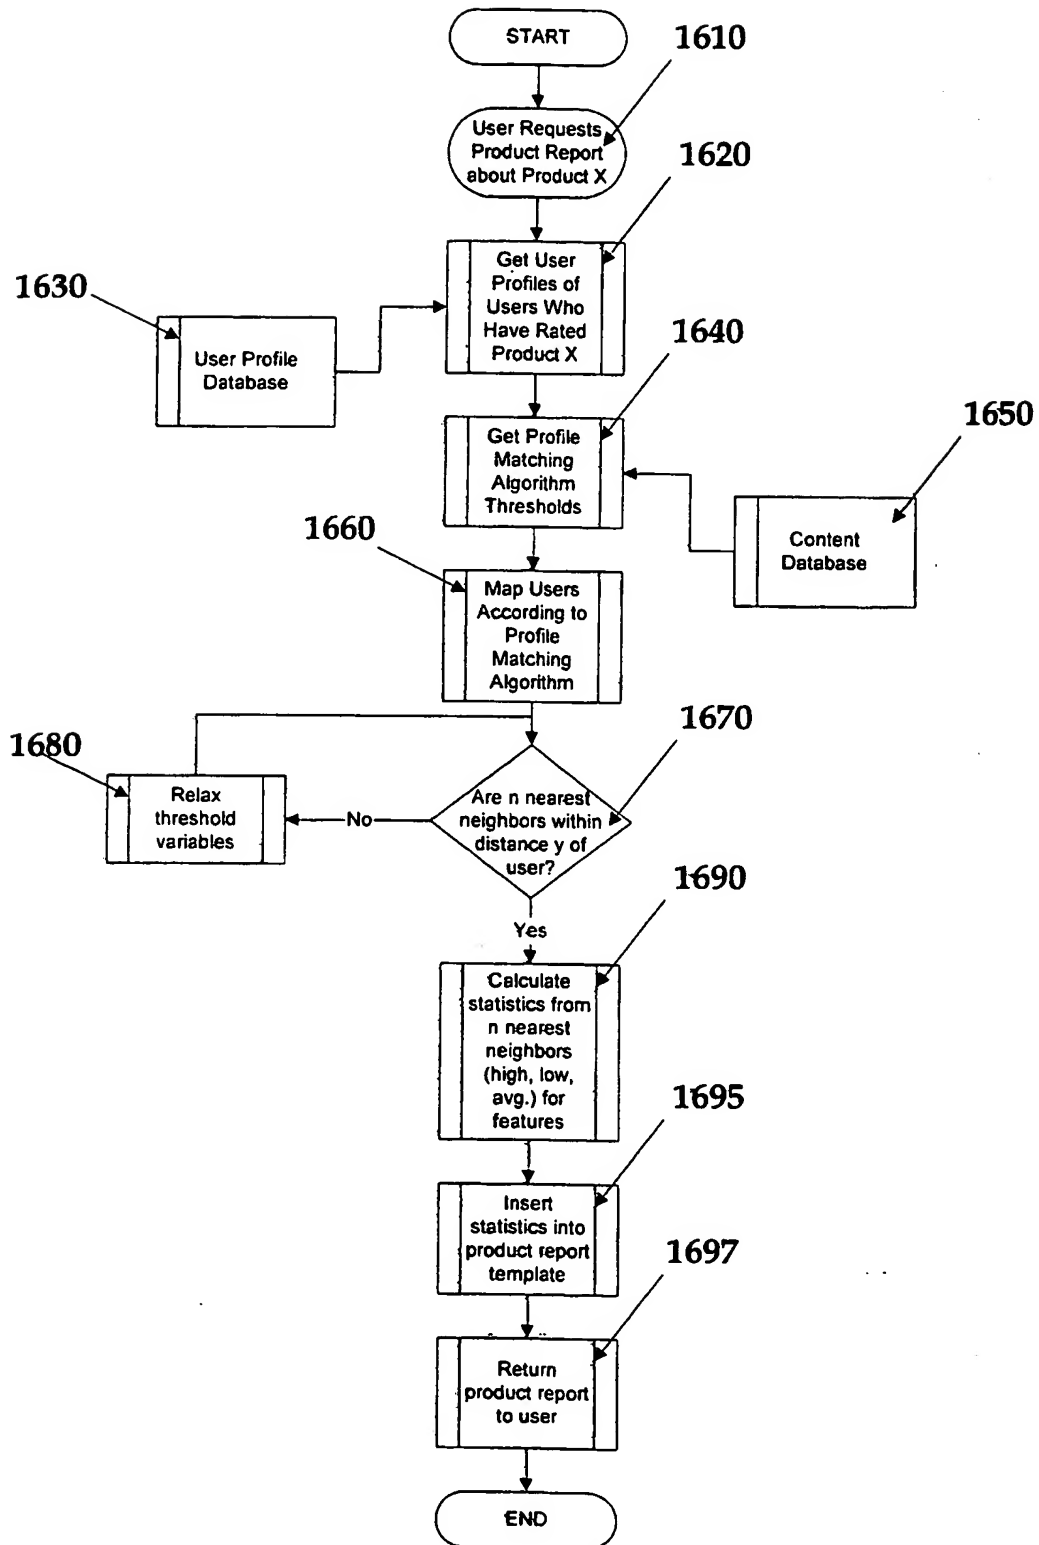 START
1610
User Requests
Product Report
about Product X
1620
Get User
Profiles of
Users Who
Have Rated
Product X
1630
User Profile
Database
1640
Get Profile
Matching
Algorithm
Thresholds
1650
Content
Database
1660
Map Users
According to
Profile
Matching
Algorithm
1670
Are n nearest
neighbors within
distance y of
user?
1680
Relax
threshold
variables
No
Yes
1690
Calculate
statistics from
n nearest
neighbors
(high, low,
avg.) for
features
1695
Insert
statistics into
product report
template
1697
Return
product report
to user
END